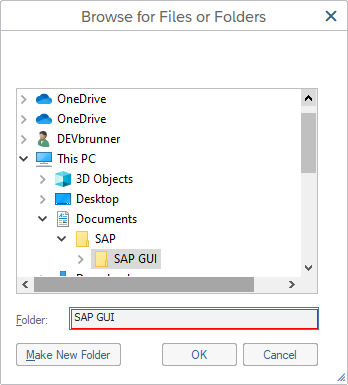 Browse for Files or Folders
OneDrive
OneDrive
DEVbrunner
This PC
3D Objects
Desktop
Documents
SAP
SAP GUI
Folder: SAP GUI
Make New Folder OK Cancel